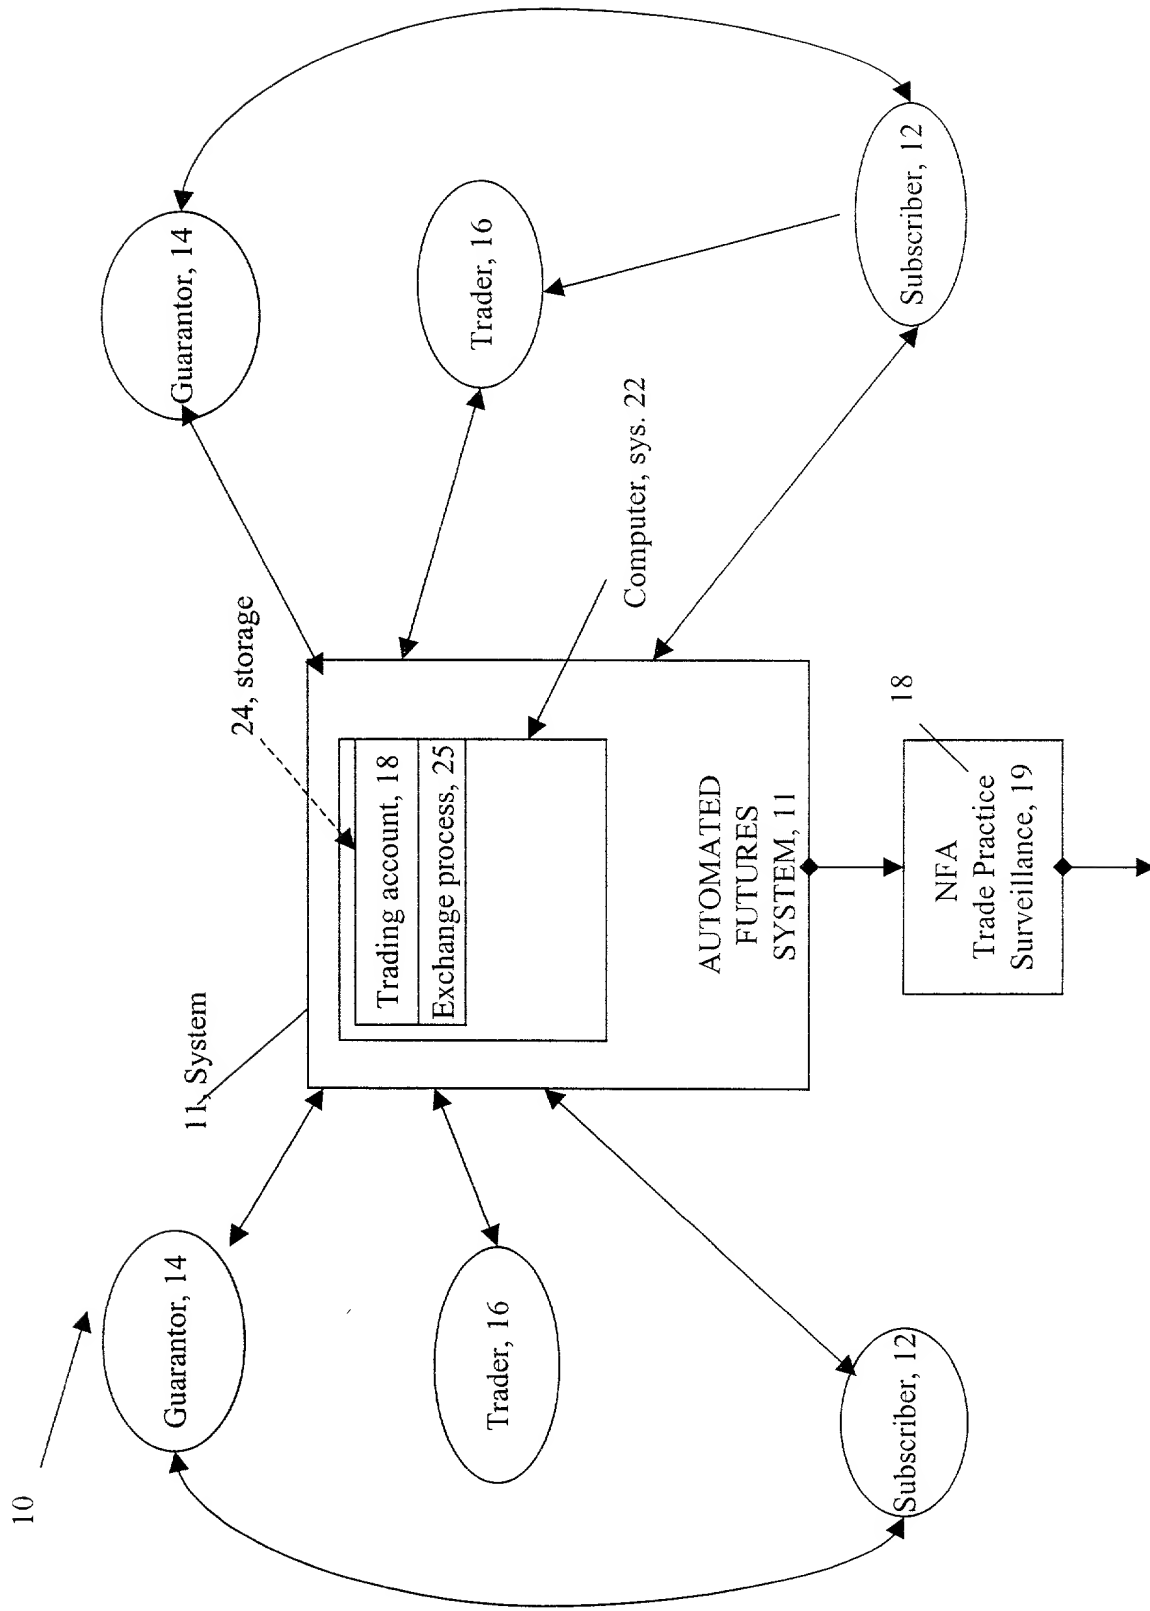 10
Guarantor, 14
11, System
24, storage
Guarantor, 14
Trader, 16
Trading account, 18
Exchange process, 25
Trader, 16
Computer, sys. 22
AUTOMATED
FUTURES
SYSTEM, 11
Subscriber, 12
Subscriber, 12
18
NFA
Trade Practice
Surveillance, 19